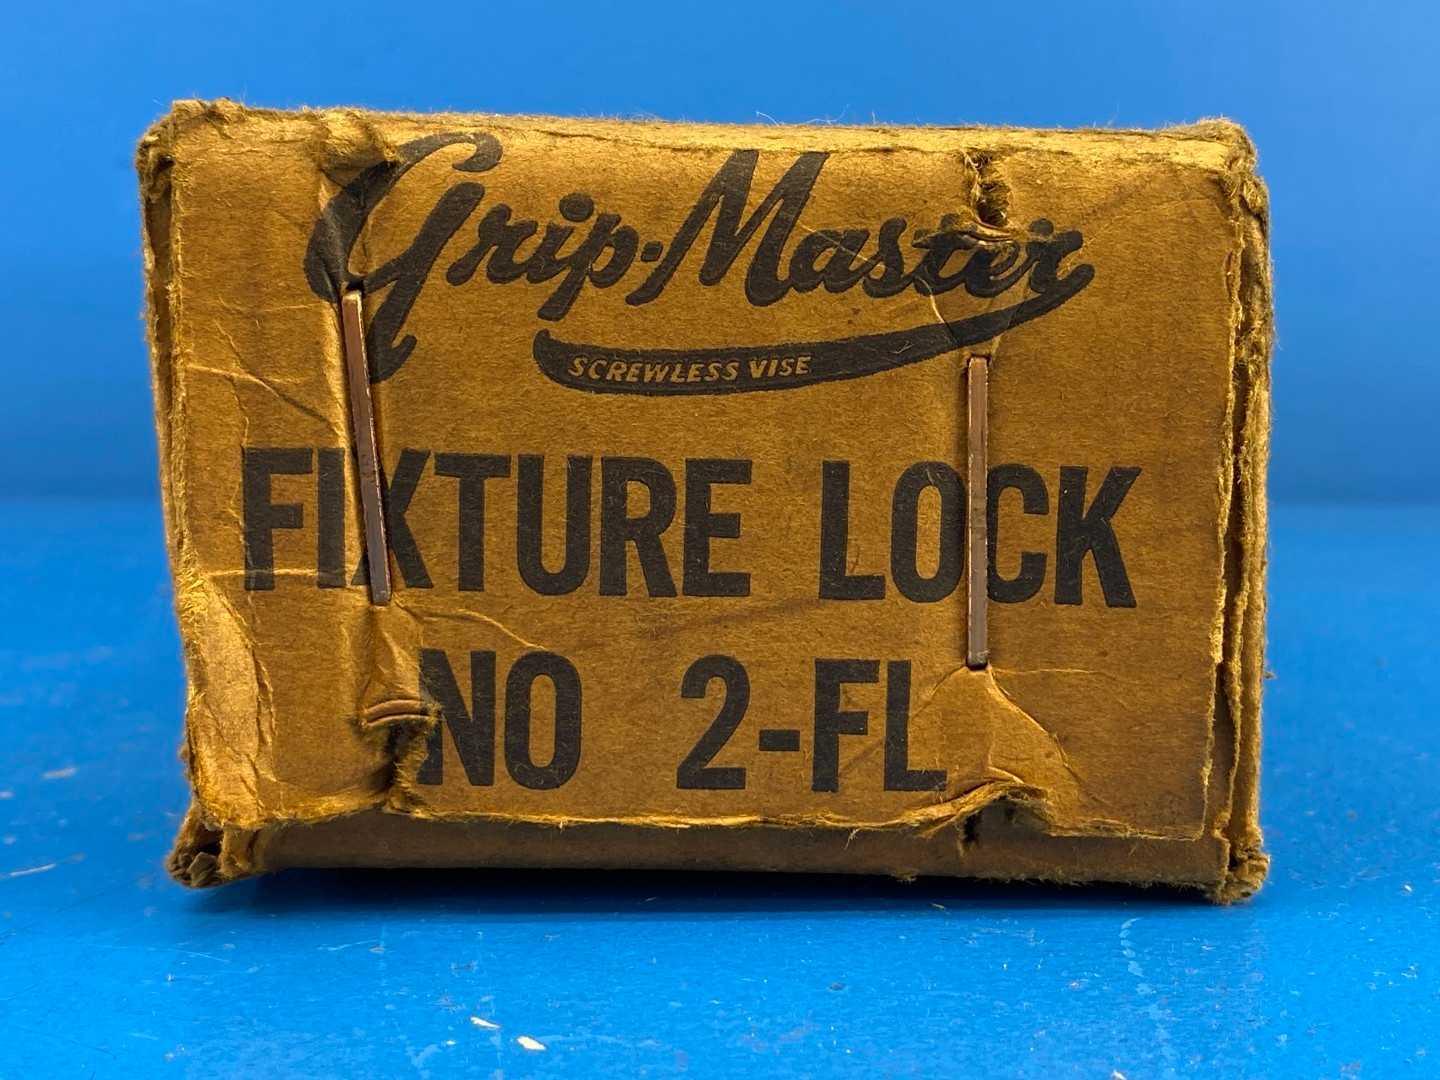 Grip-Master
SCREWLESS VISE
FIXTURE LOCK
NO 2-FL